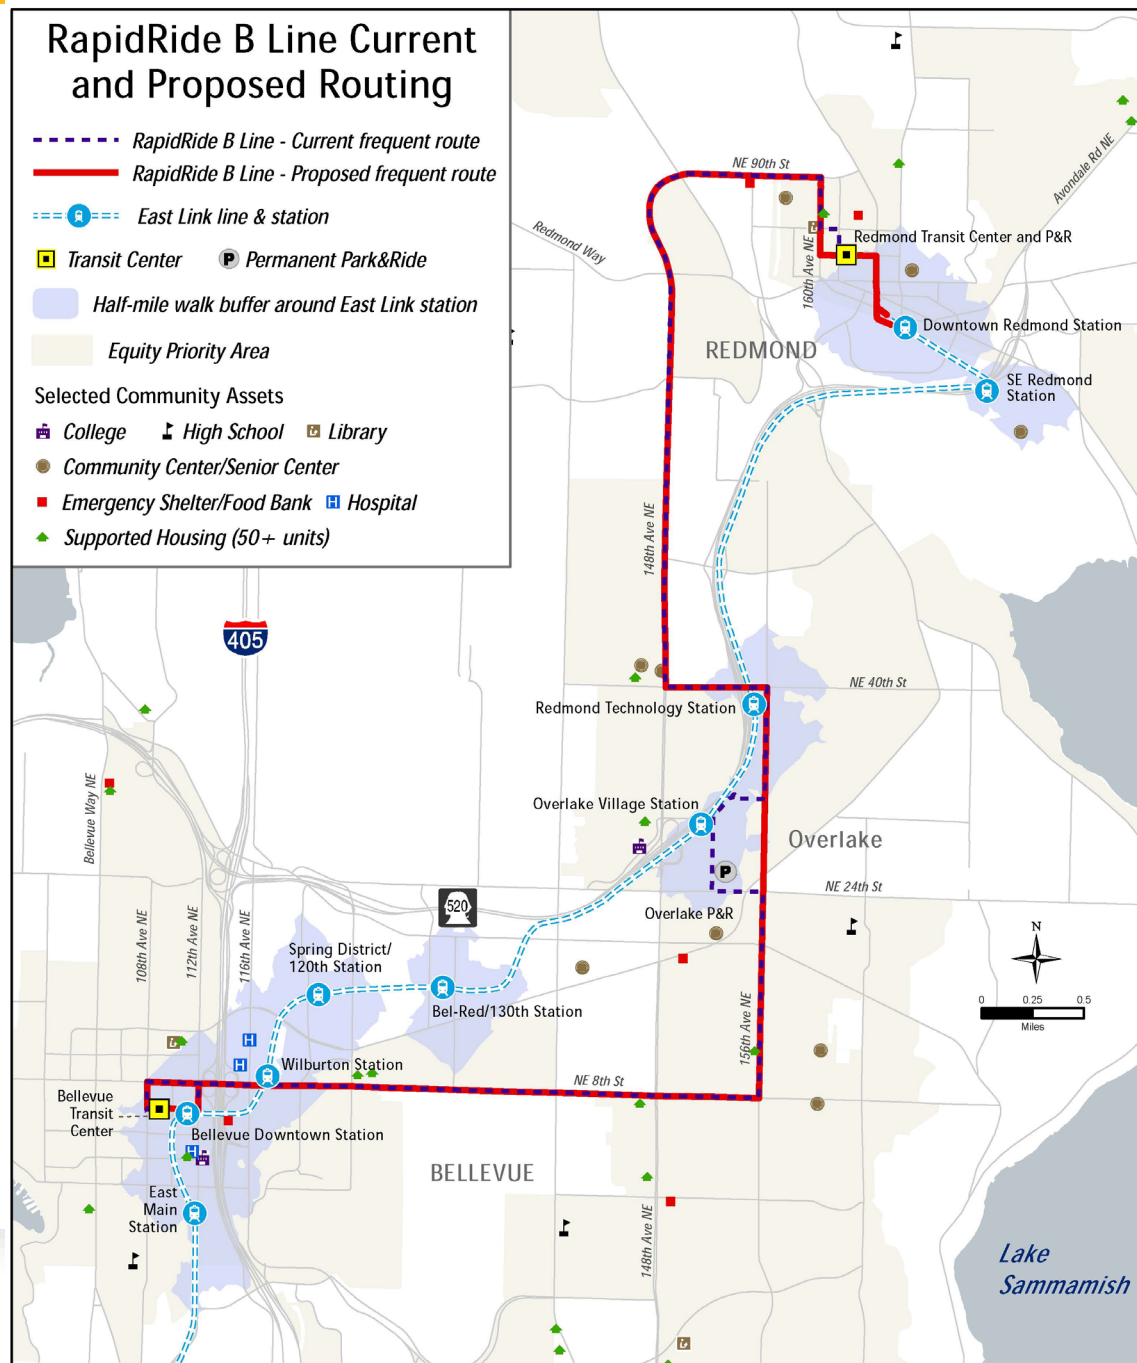 RapidRide B Line Current
and Proposed Routing
RapidRide B Line - Current frequent route
RapidRide B Line - Proposed frequent route
East Link line & station
Transit Center
P
Permanent Park&Ride
Half-mile walk buffer around East Link station
Equity Priority Area
Selected Community Assets
College
High School
Library
Community Center/Senior Center
Emergency Shelter/Food Bank
H
Hospital
Supported Housing (50+ units)
NE 90th St
Avondale Rd NE
Redmond Way
160th Ave NE
Redmond Transit Center and P&R
Downtown Redmond Station
REDMOND
SE Redmond
Station
148th Ave NE
405
NE 40th St
Redmond Technology Station
Bellevue Way NE
Overlake Village Station
Overlake
P
NE 24th St
520
Overlake P&R
108th Ave NE
112th Ave NE
116th Ave NE
Spring District/
120th Station
N
0 0.25 0.5
Miles
Bel-Red/130th Station
156th Ave NE
H
H
Wilburton Station
NE 8th St
Bellevue
Transit
Center
Bellevue Downtown Station
H
BELLEVUE
East
Main
Station
148th Ave NE
Lake
Sammamish